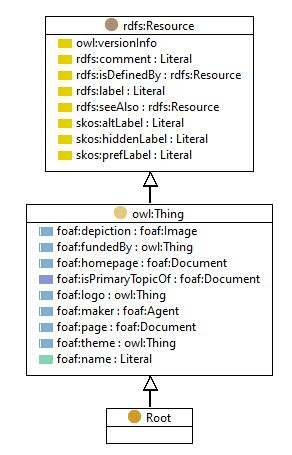 rdfs:Resource
owl:versionInfo
rdfs:comment : Literal
rdfs:isDefinedBy : rdfs:Resource
rdfs:label : Literal
rdfs:seeAlso : rdfs:Resource
skos:altLabel : Literal
skos:hiddenLabel : Literal
skos:prefLabel : Literal
owl:Thing
foaf:depiction : foaf:Image
foaf:fundedBy : owl:Thing
foaf:homepage : foaf:Document
foaf:isPrimaryTopicOf : foaf:Document
foaf:logo : owl:Thing
foaf:maker : foaf:Agent
foaf:page : foaf:Document
foaf:theme : owl:Thing
foaf:name : Literal
Root